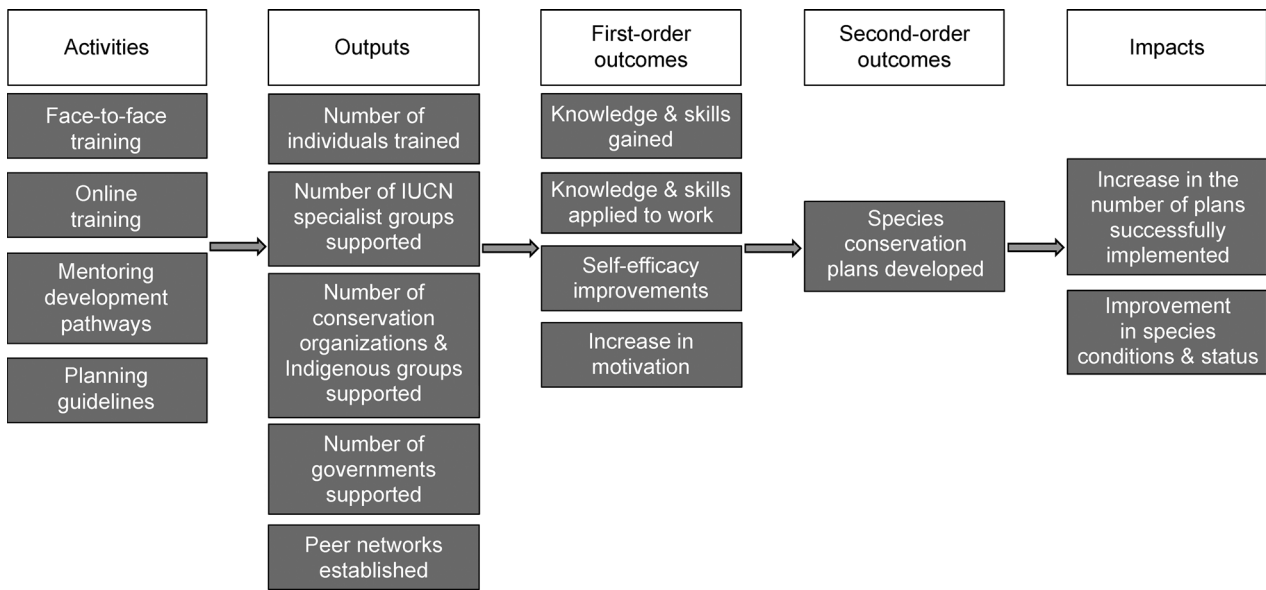 Activities
Face-to-face
training
Online
training
Mentoring
development
pathways
Planning
guidelines
Outputs
Number of
individuals trained
Number of IUCN
specialist groups
supported
Number of
conservation
organizations &
Indigenous groups
supported
Number of
governments
supported
Peer networks
established
First-order
outcomes
Knowledge & skills
gained
Knowledge & skills
applied to work
Self-efficacy
improvements
Increase in
motivation
Second-order
outcomes
Species
conservation
plans developed
Impacts
Increase in the
number of plans
successfully
implemented
Improvement
in species
conditions & status